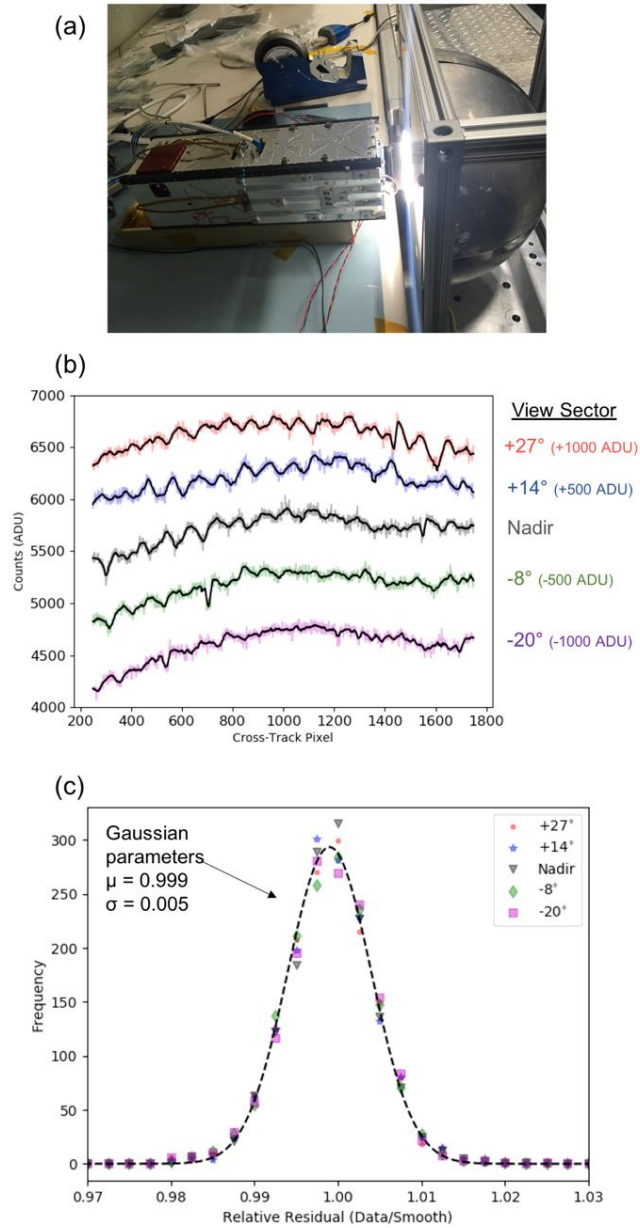 (a)
(b)
7000
6500
6000
5500
5000
4500
4000
Counts (ADU)
200 400 600 800 1000 1200 1400 1600 1800
Cross-Track Pixel
View Sector
+27° (+1000 ADU)
+14° (+500 ADU)
Nadir
-8° (-500 ADU)
-20° (-1000 ADU)
(c)
Gaussian
parameters
μ = 0.999
σ = 0.005
+27°
+14°
Nadir
-8°
-20°
300
250
200
150
100
50
0
Frequency
0.97 0.98 0.99 1.00 1.01 1.02 1.03
Relative Residual (Data/Smooth)